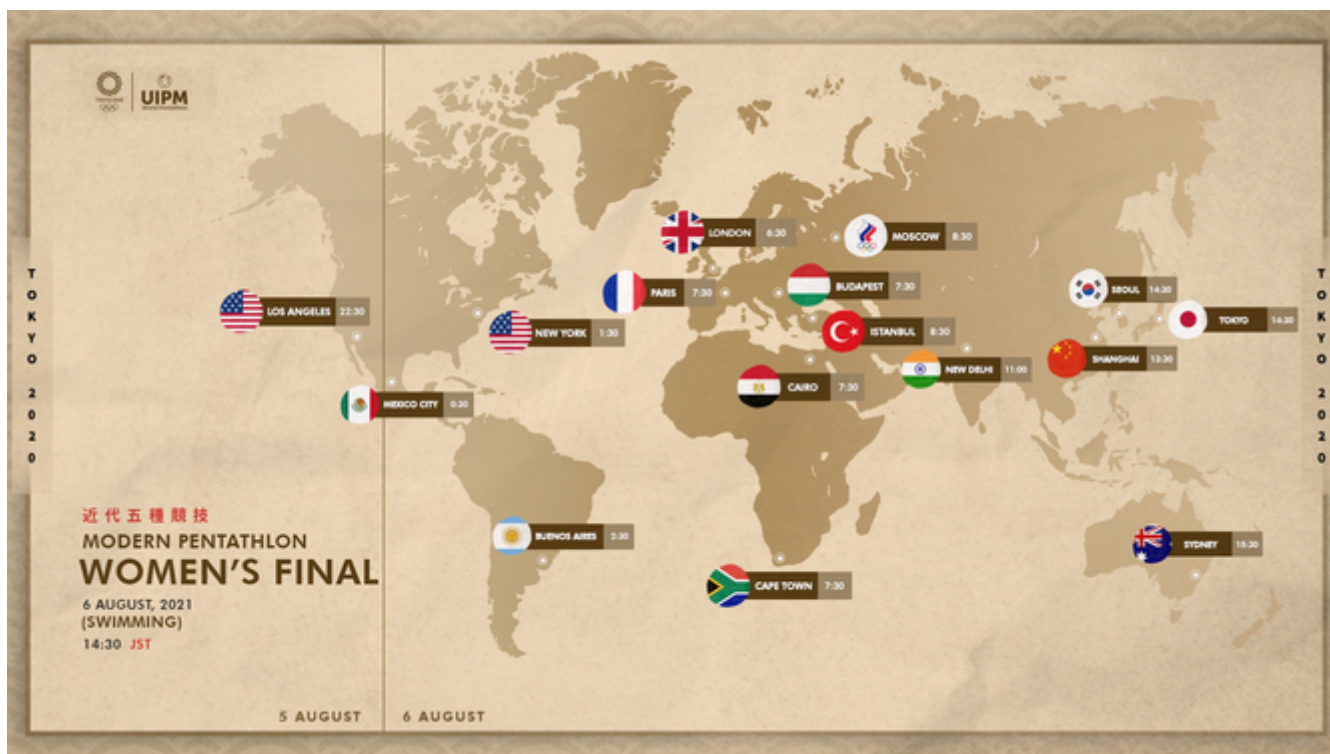 TOKYO 2020
UIPM
TOKYO 2020
LONDON 6:30
MOSCOW 8:30
PARIS 7:30
BUDAPEST 7:30
SEOUL 14:30
LOS ANGELES 22:30
NEW YORK 1:30
ISTANBUL 8:30
TOKYO 14:30
SHANGHAI 13:30
NEW DELHI 11:00
CAIRO 7:30
MEXICO CITY 0:30
BUENOS AIRES 2:30
SYDNEY 15:30
CAPE TOWN 7:30
TOKYO 2020
近代五種競技
MODERN PENTATHLON
WOMEN'S FINAL
6 AUGUST, 2021
(SWIMMING)
14:30 JST
5 AUGUST
6 AUGUST